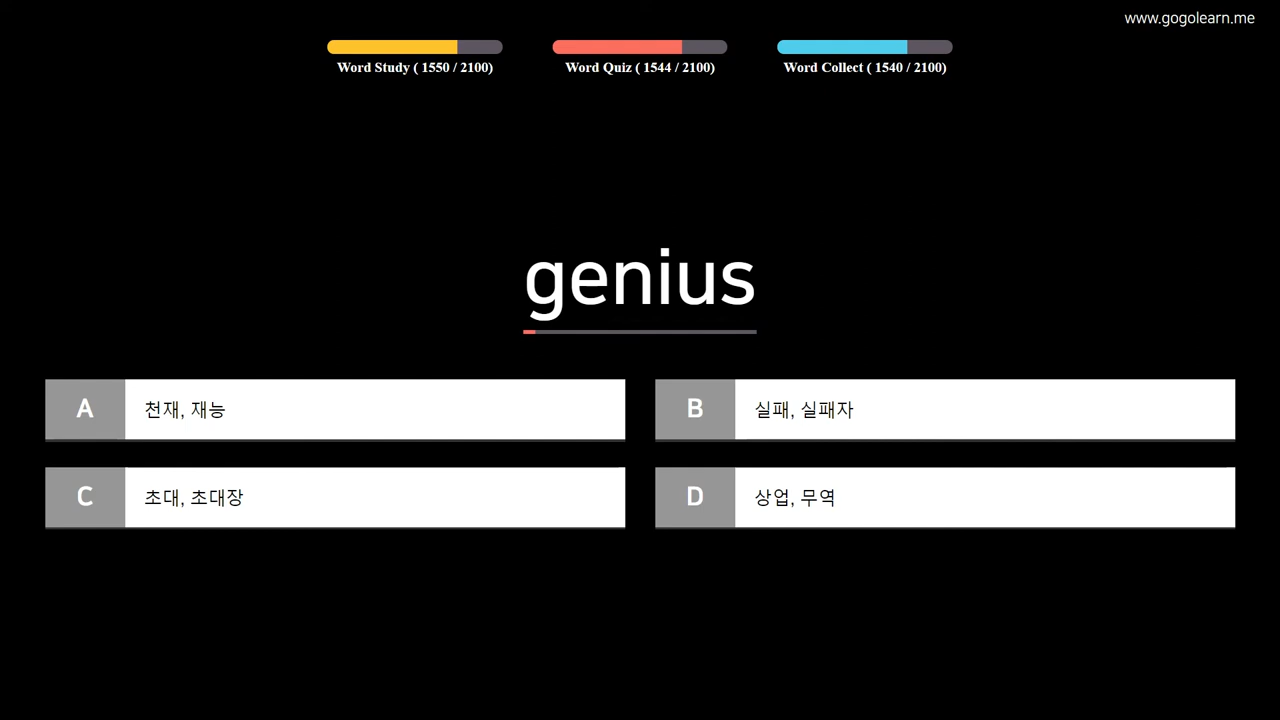 www.gogolearn.me
Word Study ( 1550 / 2100)
Word Quiz ( 1544 / 2100)
Word Collect ( 1540 / 2100)
genius
A 천재, 재능
B 실패, 실패자
C 초대, 초대장
D 상업, 무역